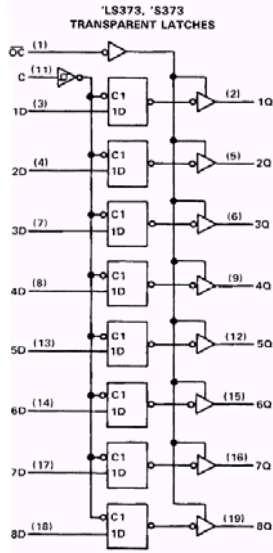 'LS373, 'S373
TRANSPARENT LATCHES
OC (1)
C (11)
C1
1D (3)
1D
(2)
1Q
C1
2D (4)
1D
(5)
2Q
C1
3D (7)
1D
(6)
3Q
C1
4D (8)
1D
(9)
4Q
C1
5D (13)
1D
(12)
5Q
C1
6D (14)
1D
(15)
6Q
C1
7D (17)
1D
(16)
7Q
C1
8D (18)
1D
(19)
8Q